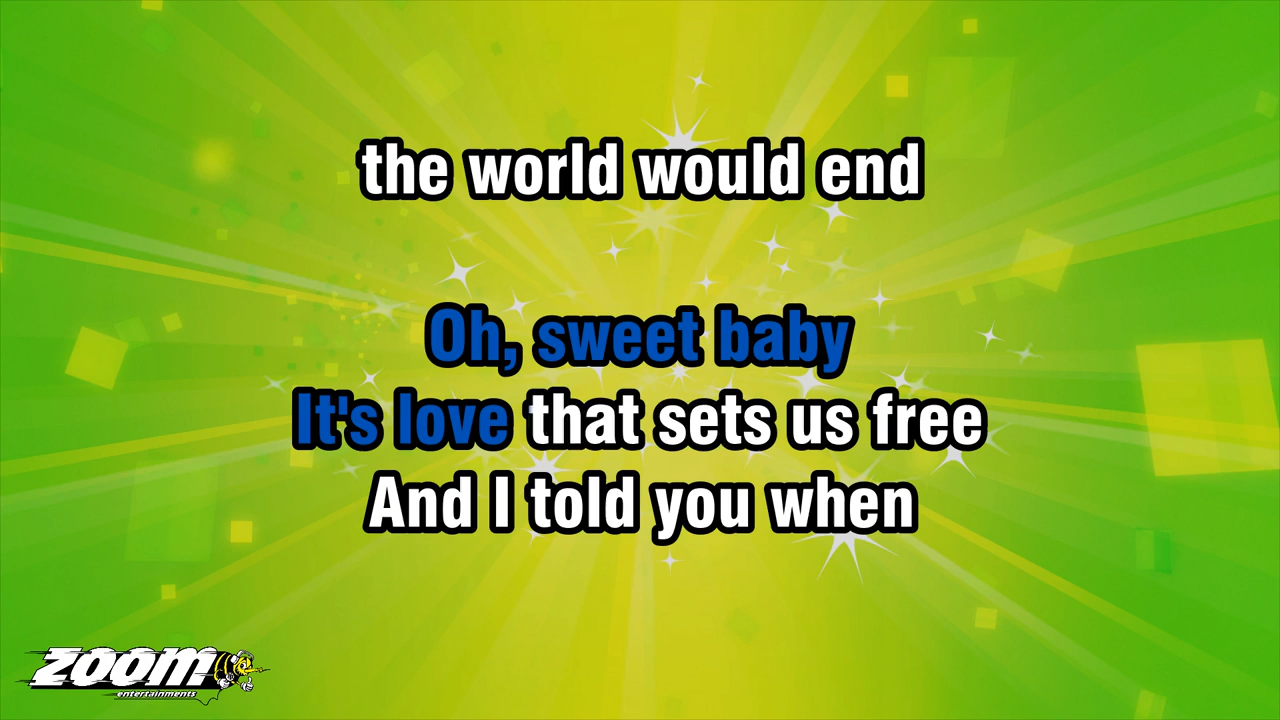 the world would end
Oh, sweet baby
It's love that sets us free
And I told you when
zoom
entertainments